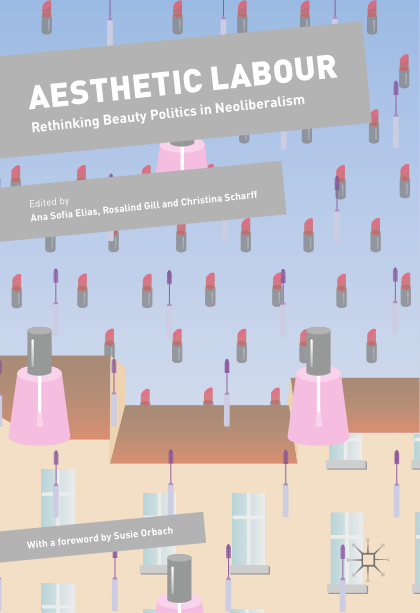 AESTHETIC LABOUR
Rethinking Beauty Politics in Neoliberalism
Edited by
Ana Sofia Elias, Rosalind Gill and Christina Scharff
With a foreword by Susie Orbach